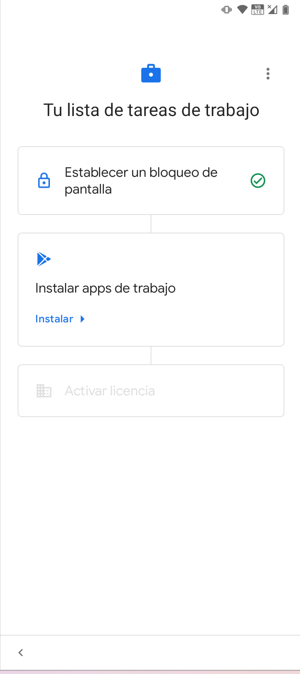 Tu lista de tareas de trabajo
Establecer un bloqueo de
pantalla
Instalar apps de trabajo
Instalar
Activar licencia